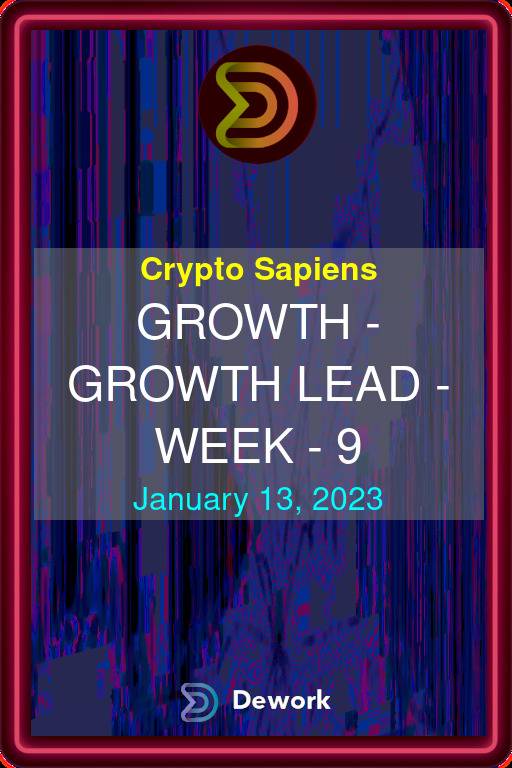 Crypto Sapiens
GROWTH -
GROWTH LEAD -
WEEK - 9
January 13, 2023
Dework